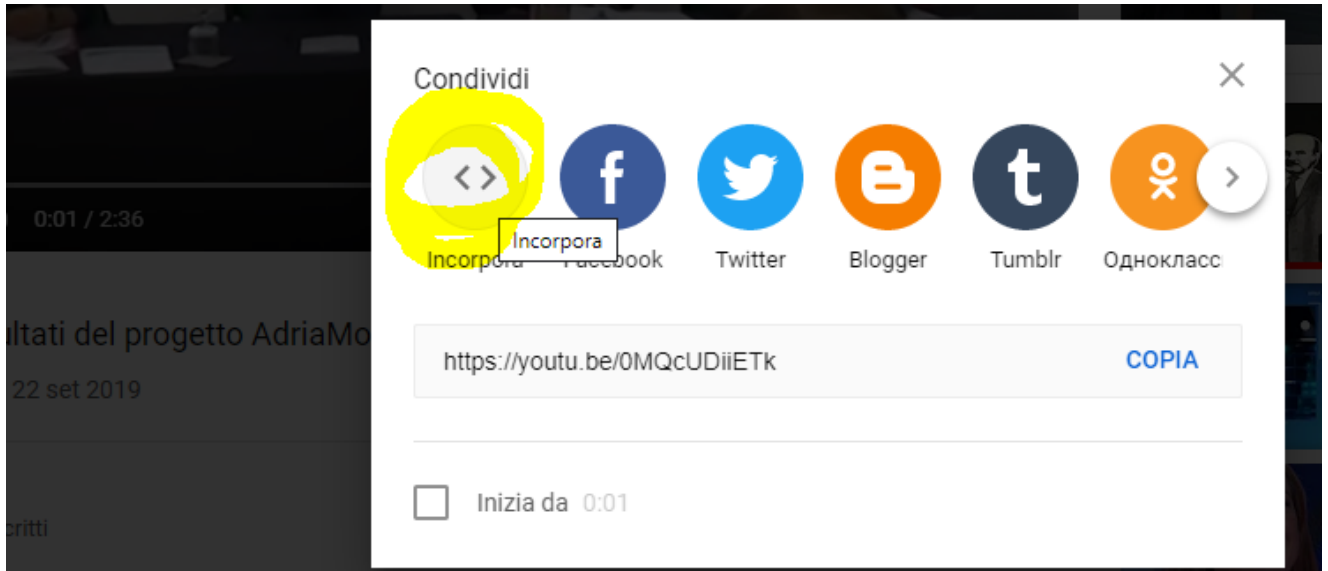 Condividi
Incorpora
Incorpora
Facebook
Twitter
Blogger
Tumblr
Однокласс
0:01 / 2:36
ultati del progetto AdriaMo
22 set 2019
https://youtu.be/0MQcUDiiETk
COPIA
Inizia da 0:01
critti